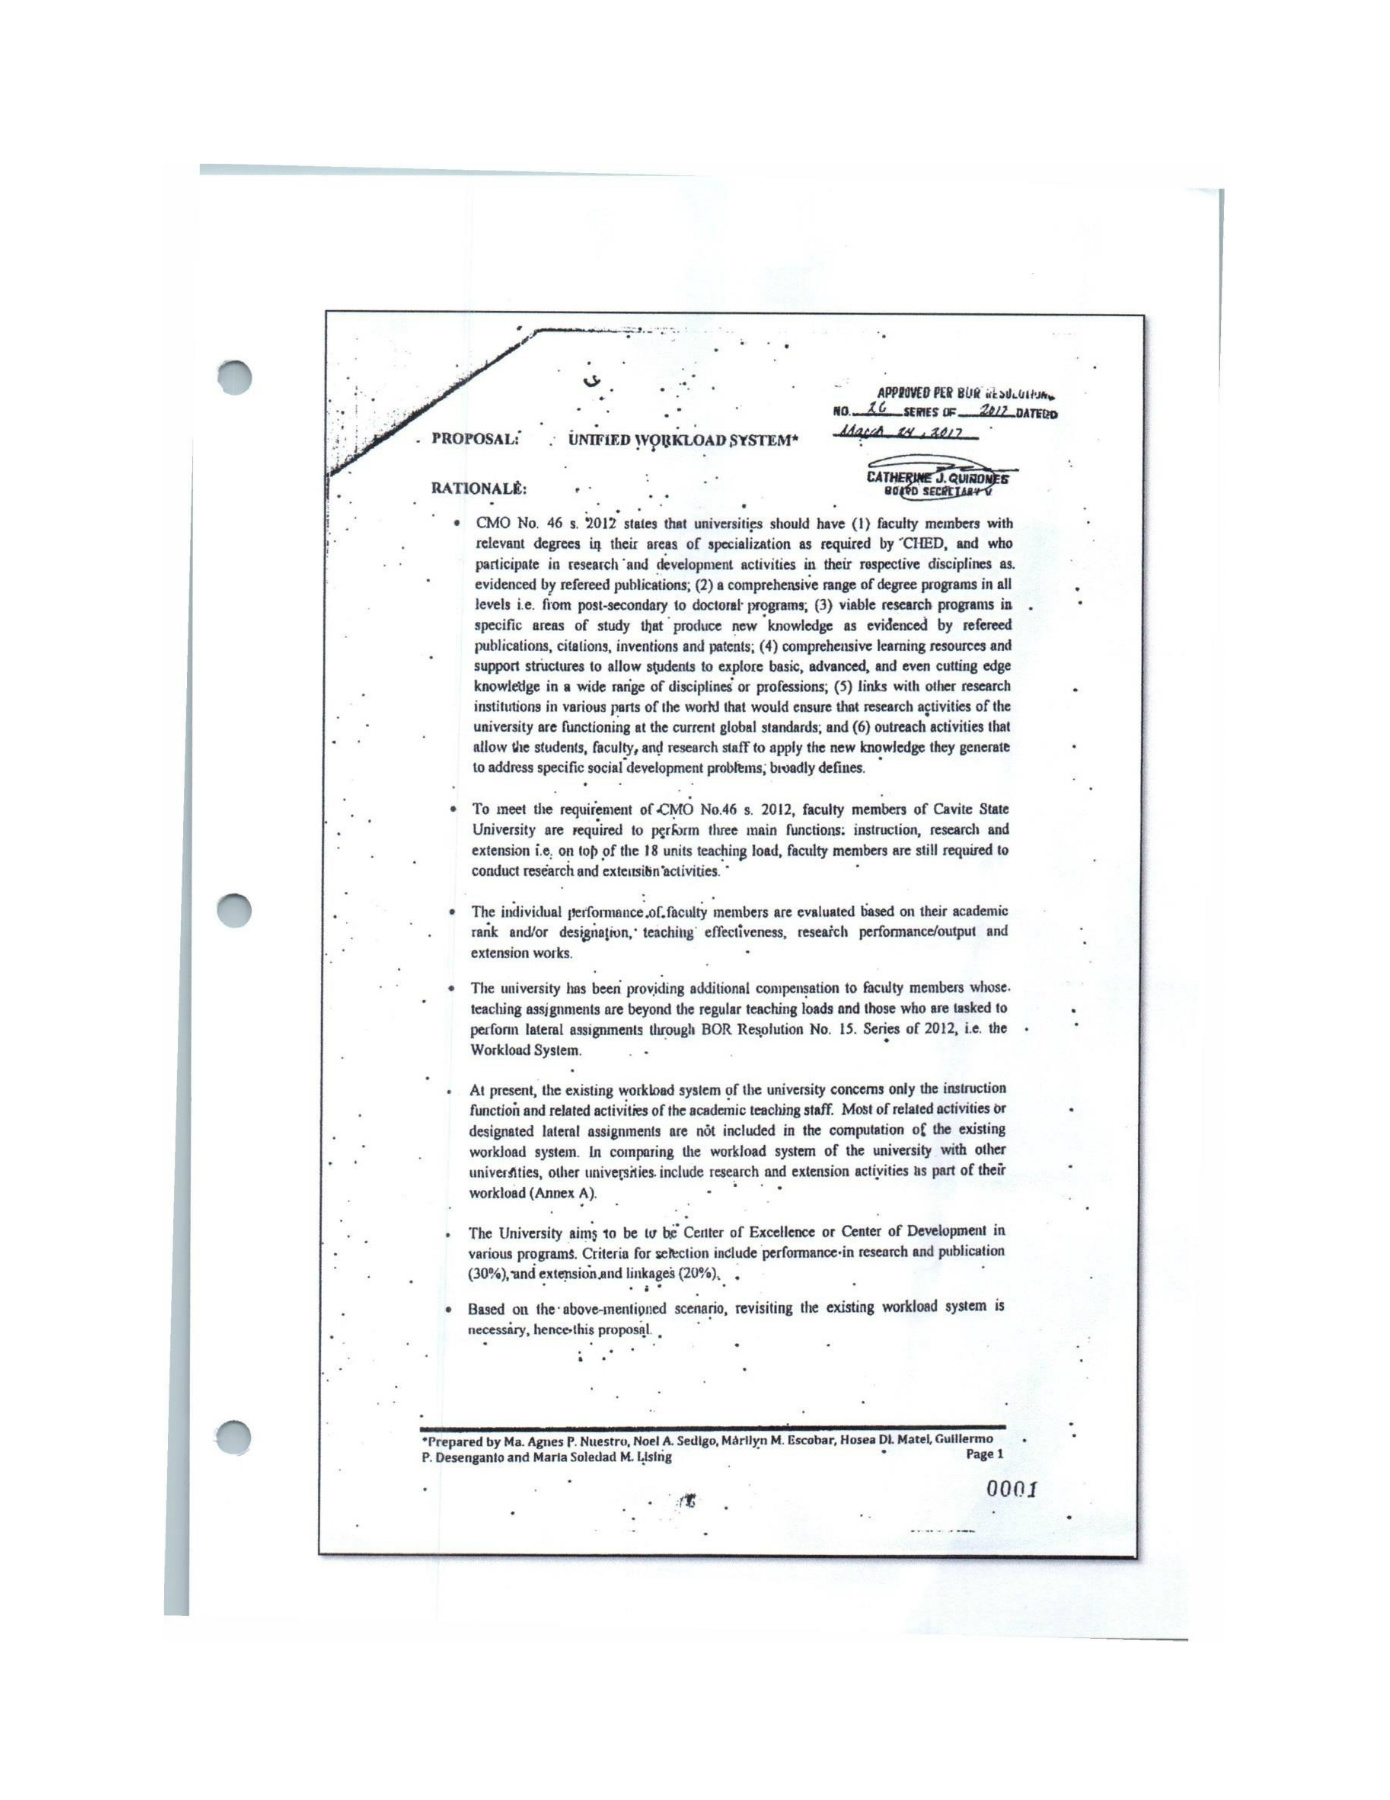 APPROVED PER BOR RESOLUTION
NO. 26 SERIES OF 2017 DATED
March 24, 2017
PROPOSAL: UNIFIED WORKLOAD SYSTEM*
CATHERINE J. QUIÑONES
BOARD SECRETARY V
RATIONALE:
• CMO No. 46 s. 2012 states that universities should have (1) faculty members with
relevant degrees in their areas of specialization as required by CHED, and who
participate in research and development activities in their respective disciplines as
evidenced by refereed publications; (2) a comprehensive range of degree programs in all
levels i.e. from post-secondary to doctoral programs; (3) viable research programs in
specific areas of study that produce new knowledge as evidenced by refereed
publications, citations, inventions and patents; (4) comprehensive learning resources and
support structures to allow students to explore basic, advanced, and even cutting edge
knowledge in a wide range of disciplines or professions; (5) links with other research
institutions in various parts of the world that would ensure that research activities of the
university are functioning at the current global standards; and (6) outreach activities that
allow the students, faculty, and research staff to apply the new knowledge they generate
to address specific social development problems, broadly defines.
• To meet the requirement of CMO No.46 s. 2012, faculty members of Cavite State
University are required to perform three main functions: instruction, research and
extension i.e. on top of the 18 units teaching load, faculty members are still required to
conduct research and extension activities.
• The individual performance of faculty members are evaluated based on their academic
rank and/or designation, teaching effectiveness, research performance/output and
extension works.
• The university has been providing additional compensation to faculty members whose
teaching assignments are beyond the regular teaching loads and those who are tasked to
perform lateral assignments through BOR Resolution No. 15. Series of 2012, i.e. the
Workload System.
• At present, the existing workload system of the university concerns only the instruction
function and related activities of the academic teaching staff. Most of related activities or
designated lateral assignments are not included in the computation of the existing
workload system. In comparing the workload system of the university with other
universities, other universities include research and extension activities as part of their
workload (Annex A).
• The University aims to be to be Center of Excellence or Center of Development in
various programs. Criteria for selection include performance in research and publication
(30%), and extension and linkages (20%).
• Based on the above-mentioned scenario, revisiting the existing workload system is
necessary, hence this proposal.
*Prepared by Ma. Agnes P. Nuestro, Noel A. Sedigo, Marilyn M. Escobar, Hosea DL Matel, Guillermo
P. Desenganio and Maria Soledad M. Lising Page 1
0001